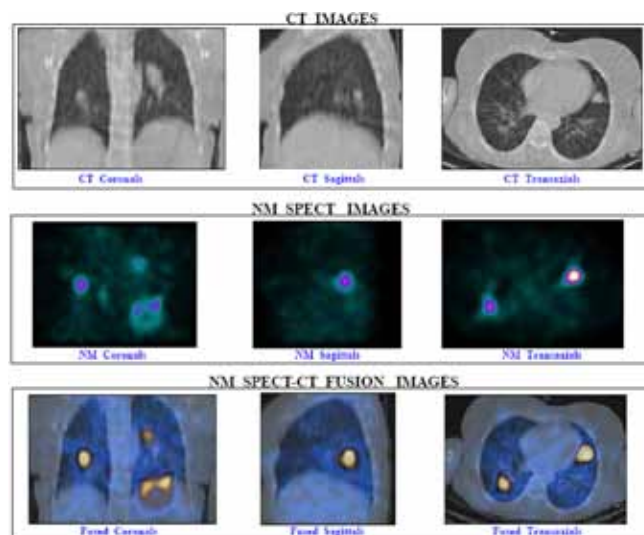 CT IMAGES
CT Coronals
CT Sagittals
CT Transaxials
NM SPECT IMAGES
NM Coronals
NM Sagittals
NM Transaxials
NM SPECT-CT FUSION IMAGES
Fused Coronals
Fused Sagittals
Fused Transaxials